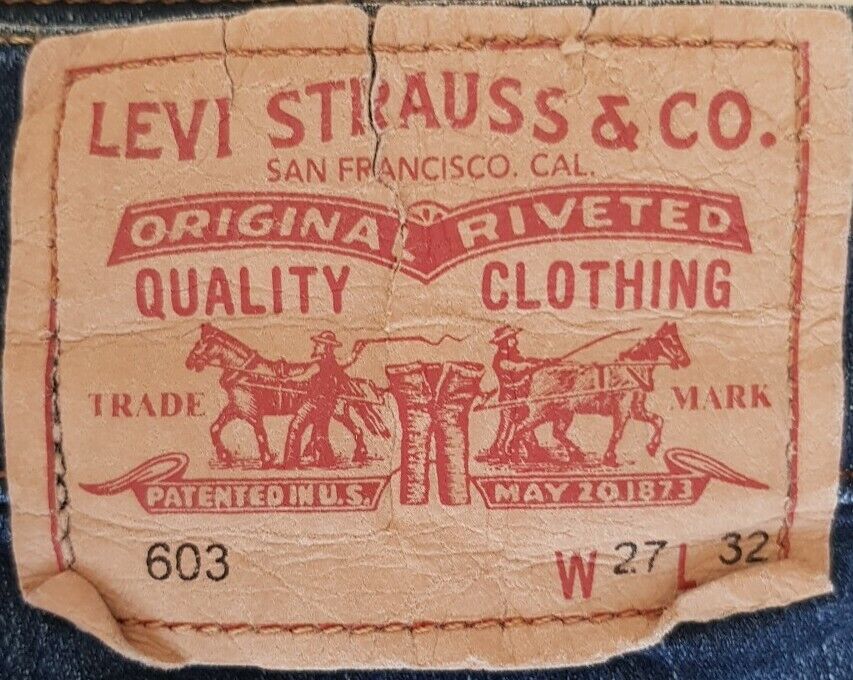 LEVI STRAUSS & CO.
SAN FRANCISCO. CAL.
ORIGINAL RIVETED
QUALITY CLOTHING
TRADE MARK
PATENTED IN U.S. MAY 20 1873
603 W 27 L 32